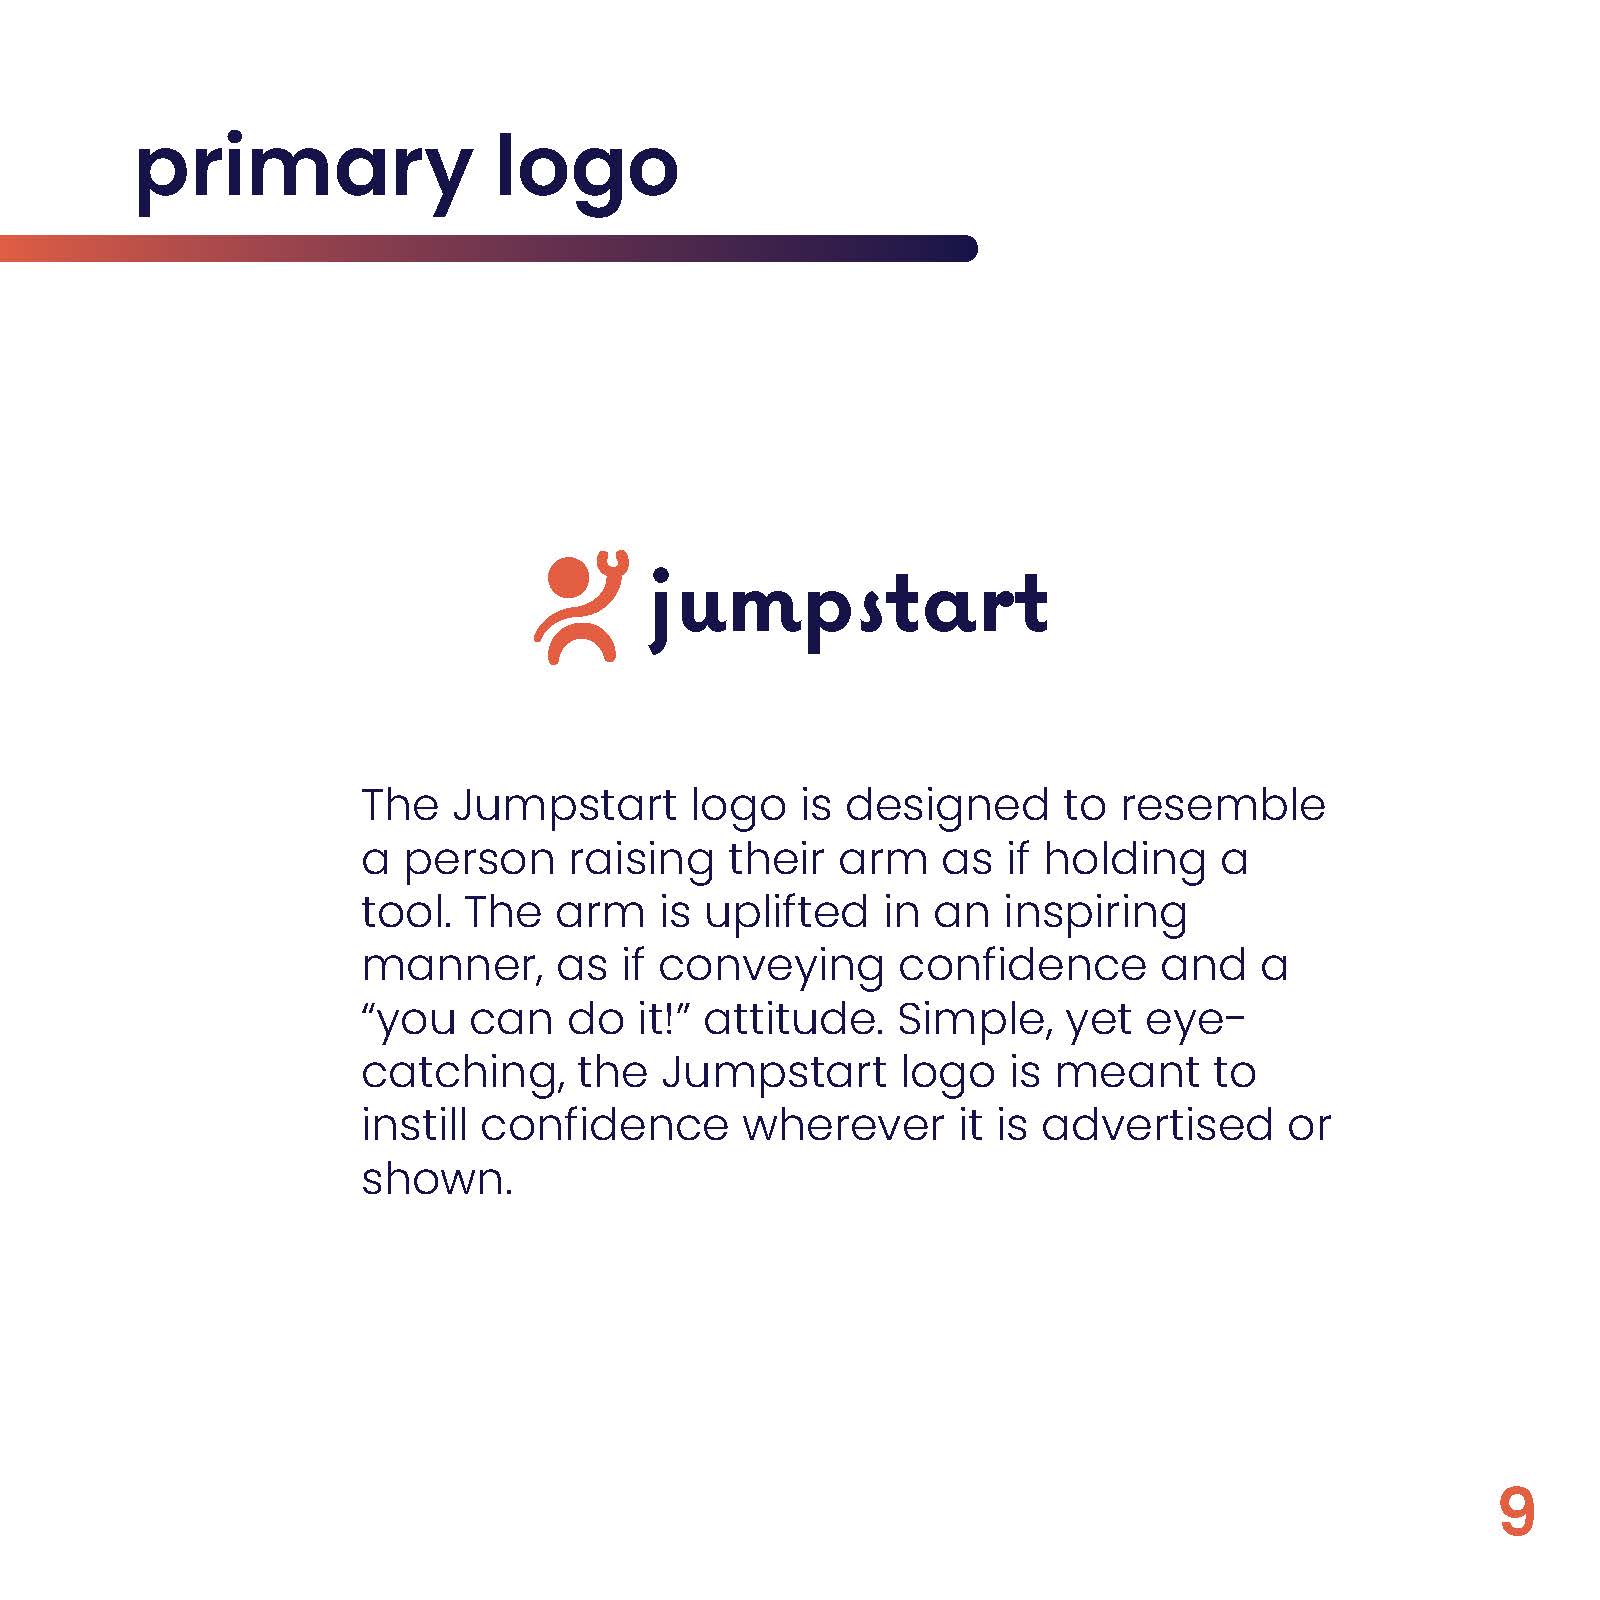 primary logo
jumpstart
The Jumpstart logo is designed to resemble
a person raising their arm as if holding a
tool. The arm is uplifted in an inspiring
manner, as if conveying confidence and a
“you can do it!” attitude. Simple, yet eye-
catching, the Jumpstart logo is meant to
instill confidence wherever it is advertised or
shown.
9